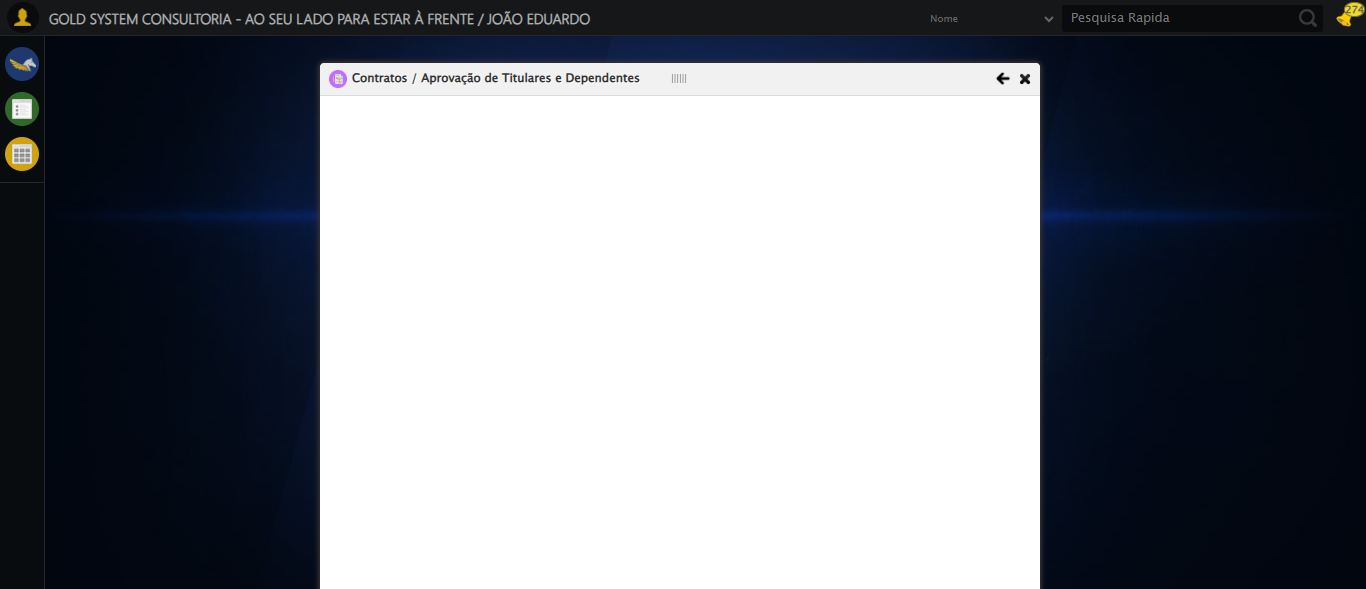 GOLD SYSTEM CONSULTORIA - AO SEU LADO PARA ESTAR À FRENTE / JOÃO EDUARDO
Nome
Pesquisa Rapida
274
Contratos / Aprovação de Titulares e Dependentes